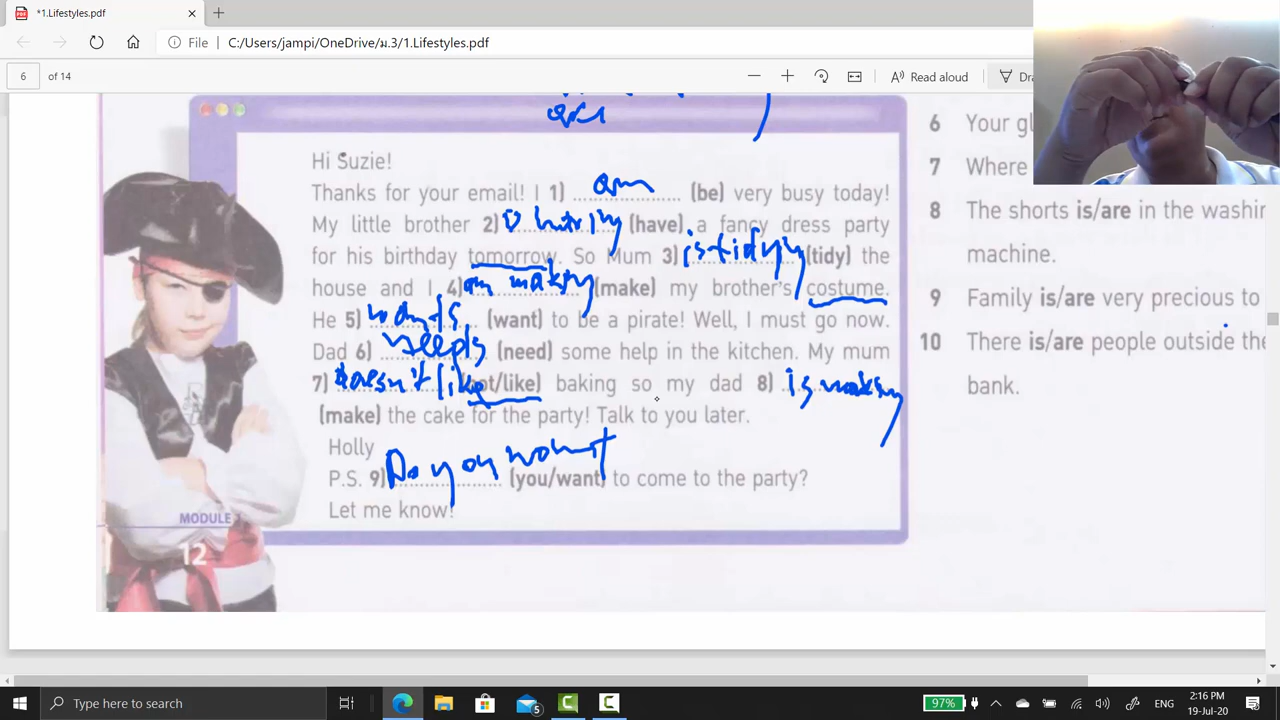 *1.Lifestyles.pdf
File C:/Users/jampi/OneDrive/ม.3/1.Lifestyles.pdf
6 of 14 Read aloud Dra
Hi Suzie!
Thanks for your email! I 1) am (be) very busy today!
My little brother 2) is having (have) a fancy dress party
for his birthday tomorrow. So Mum 3) is tidying (tidy) the
house and I 4) am making (make) my brother's costume.
He 5) wants (want) to be a pirate! Well, I must go now.
Dad 6) needs (need) some help in the kitchen. My mum
7) doesn't like (not/like) baking so my dad 8) is making
(make) the cake for the party! Talk to you later.
Holly
P.S. 9) Do you want (you/want) to come to the party?
Let me know!
MODULE 1
12
6 Your gl
7 Where
8 The shorts is/are in the washin
machine.
9 Family is/are very precious to
10 There is/are people outside the
bank.
Type here to search
5
97% ENG 2:16 PM
19-Jul-20